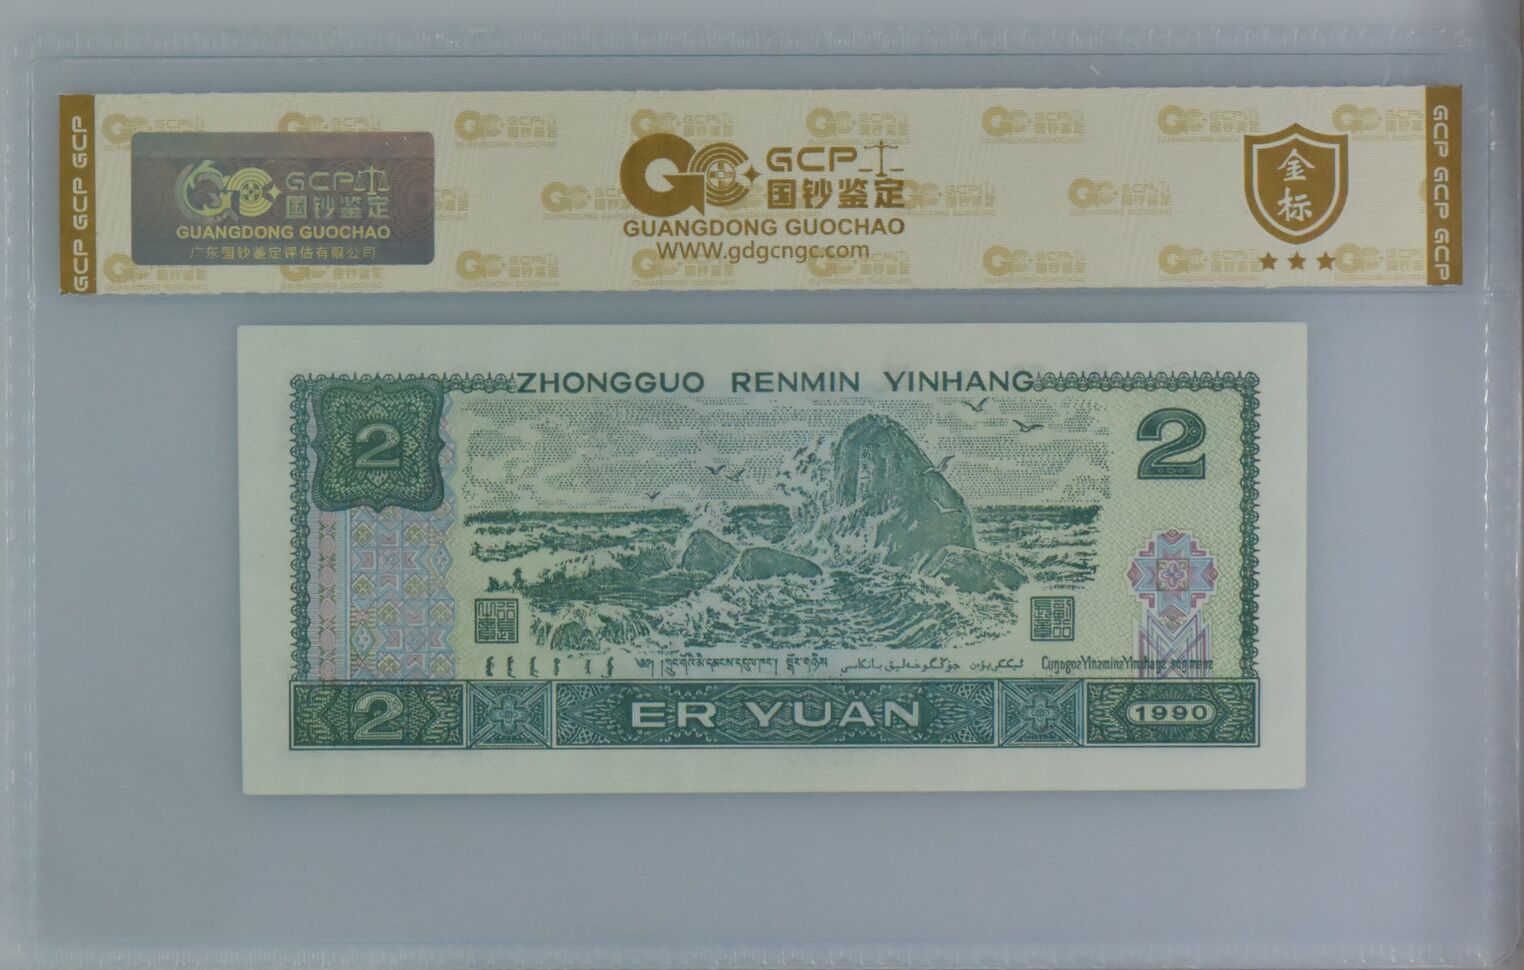 GCP GCP GCP
GCP
国钞鉴定
GUANGDONG GUOCHAO
广东国钞鉴定评估有限公司
GCP
国钞鉴定
GUANGDONG GUOCHAO
WWW.gdgcngc.com
金
标
GCP GCP GCP
ZHONGGUO RENMIN YINHANG
2
2
2
ER YUAN
1990